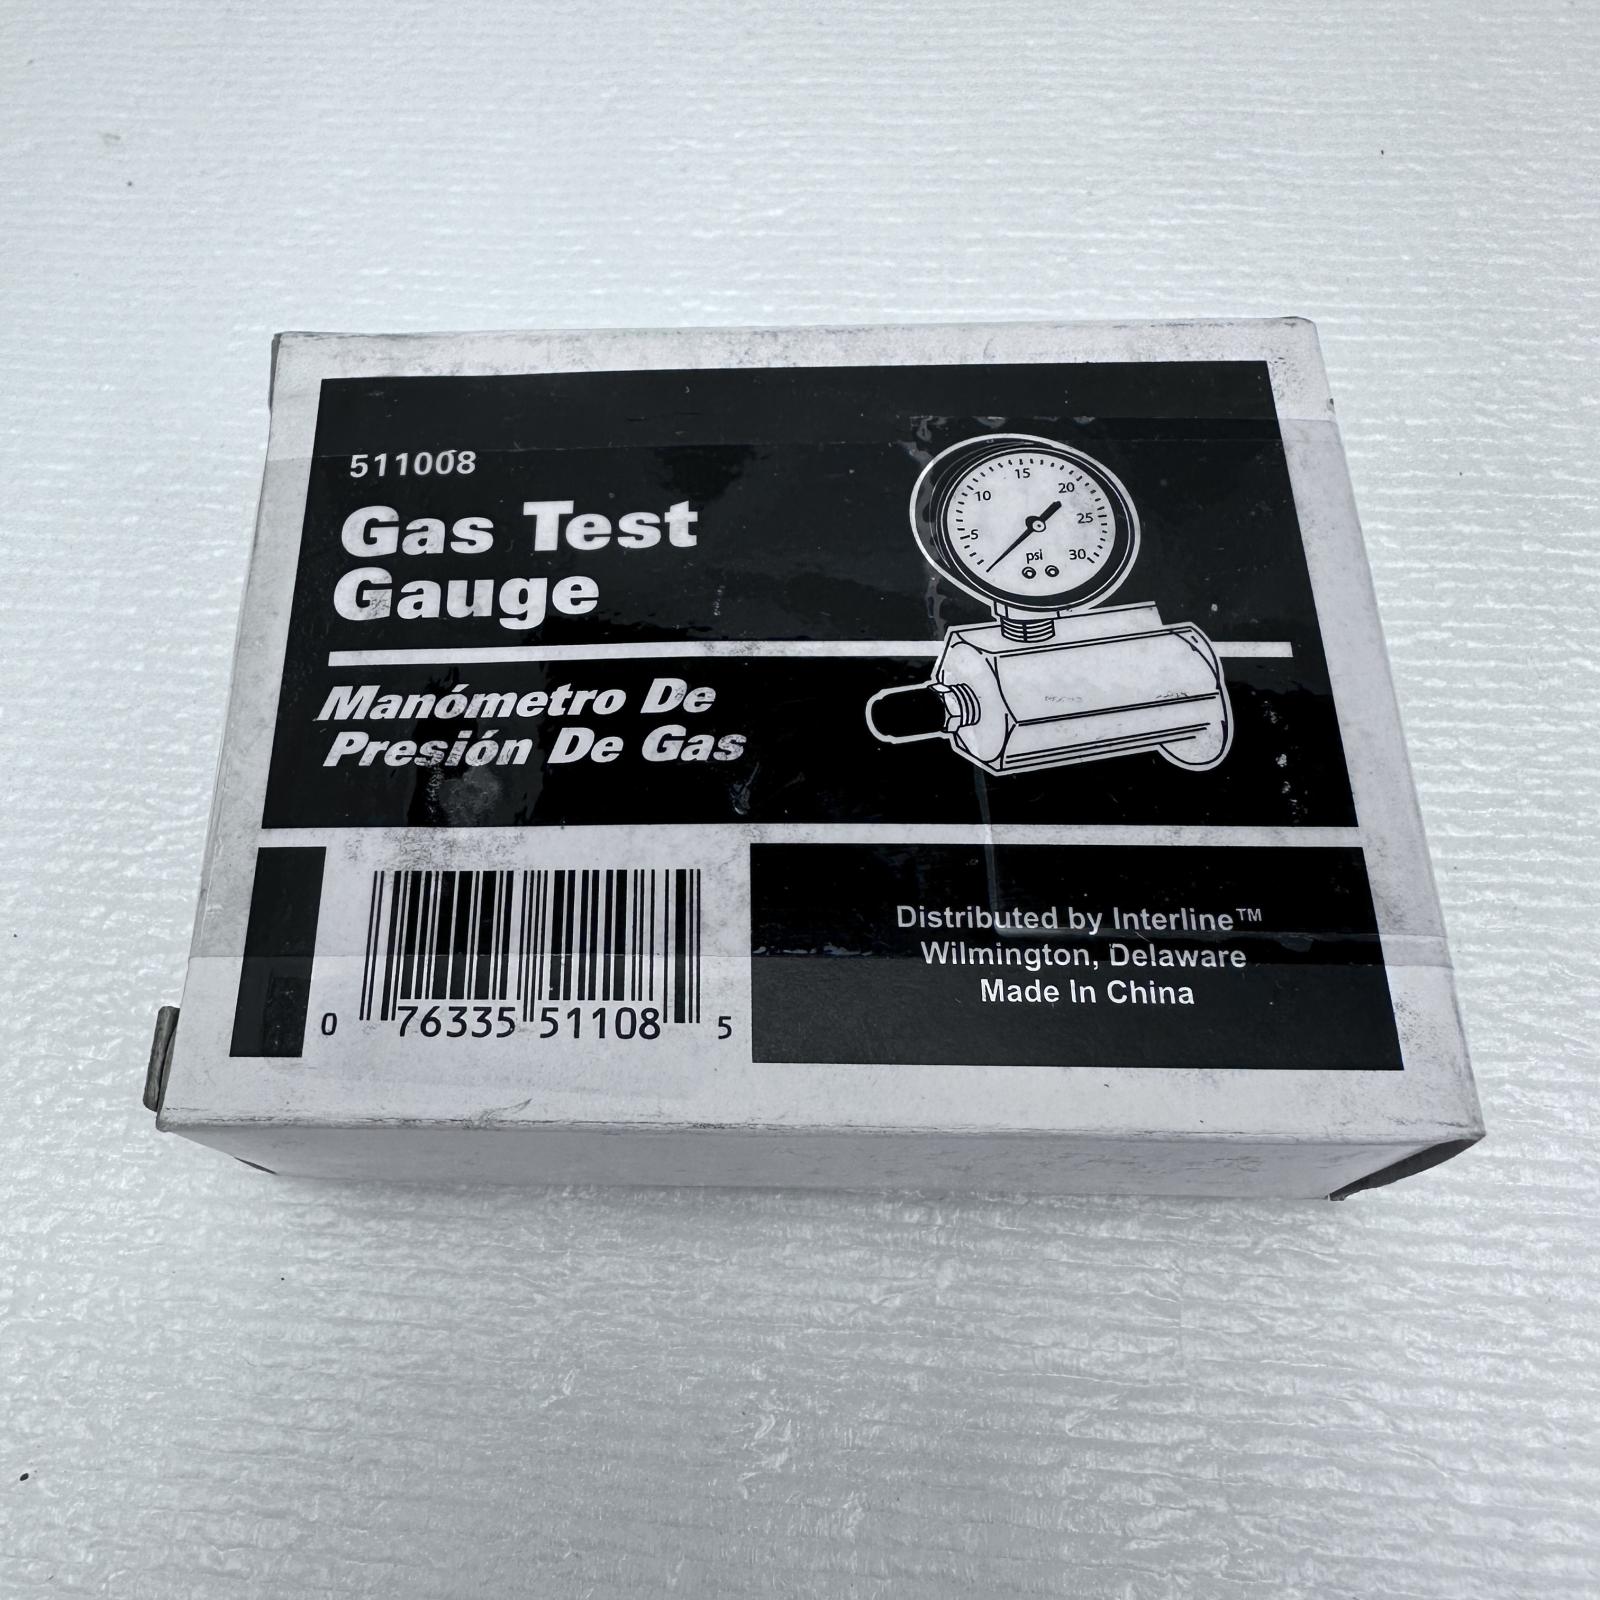 511008
Gas Test
Gauge
Manómetro De
Presión De Gas
5
10
15
20
25
30
psi
0 76335 51108 5
Distributed by Interline™
Wilmington, Delaware
Made In China